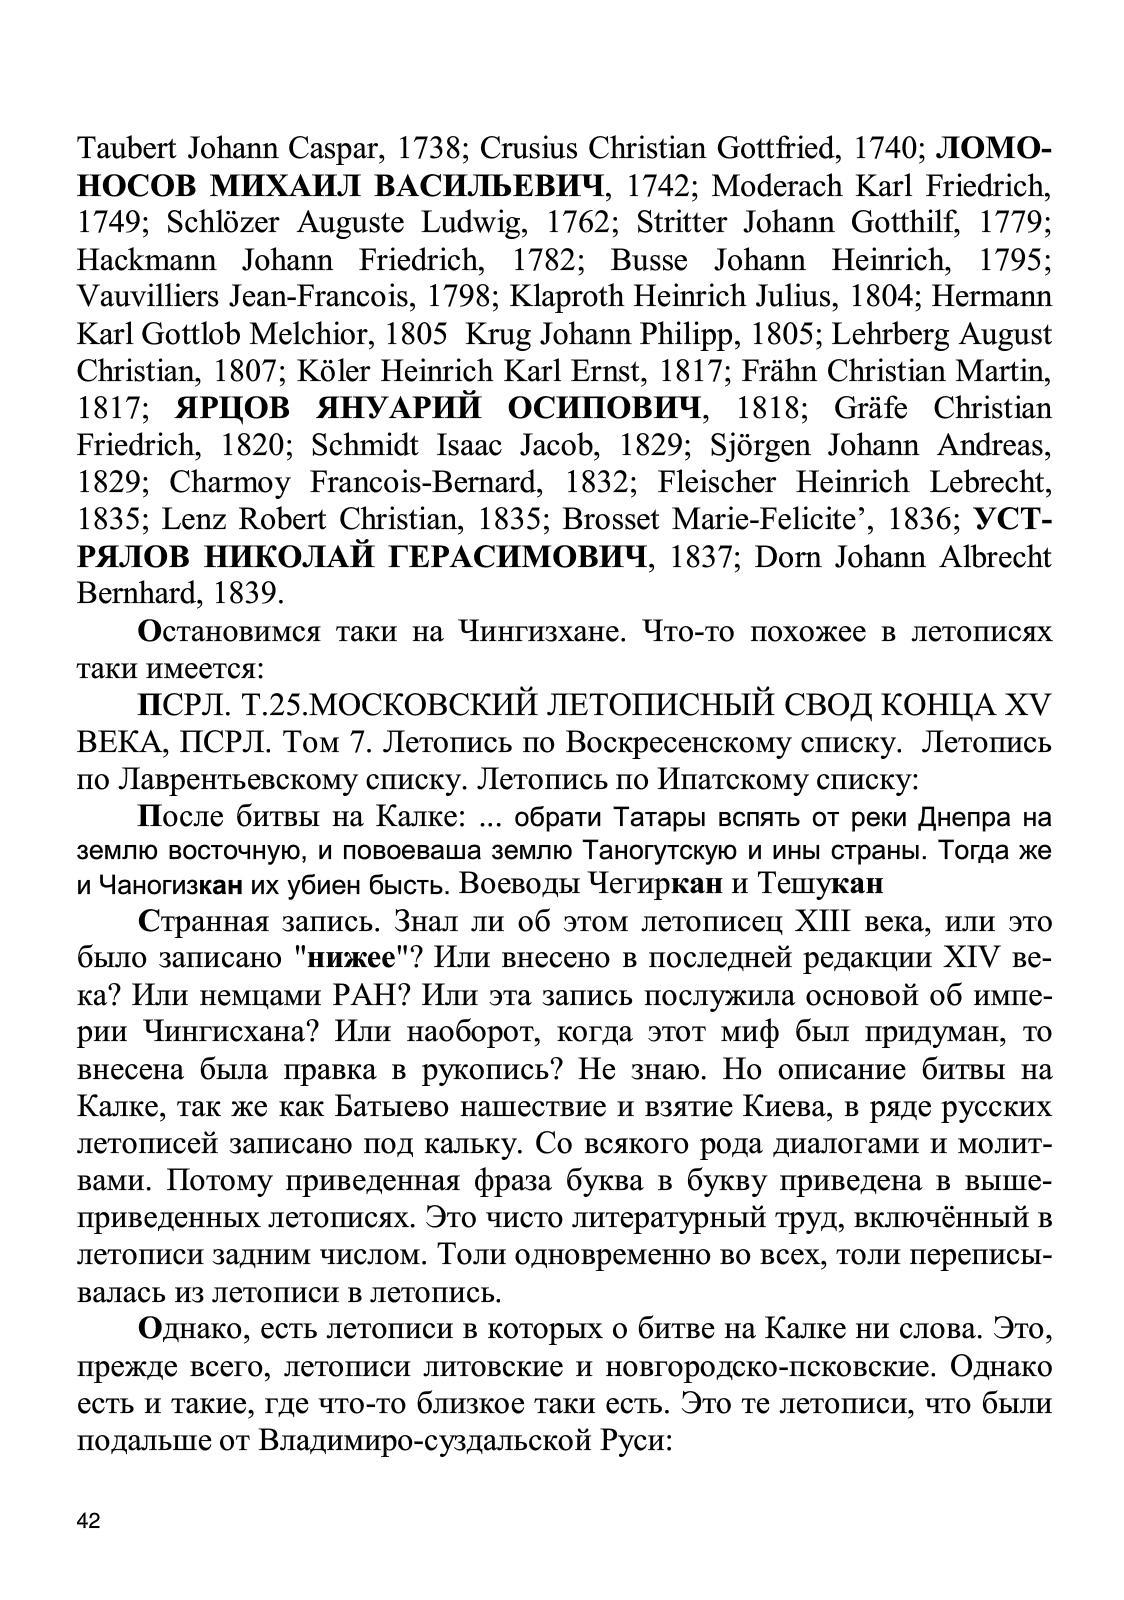 Taubert Johann Caspar, 1738; Crusius Christian Gottfried, 1740; ЛОМО-
НОСОВ МИХАИЛ ВАСИЛЬЕВИЧ, 1742; Moderach Karl Friedrich,
1749; Schlözer Auguste Ludwig, 1762; Stritter Johann Gotthilf, 1779;
Hackmann Johann Friedrich, 1782; Busse Johann Heinrich, 1795;
Vauvilliers Jean-Francois, 1798; Klaproth Heinrich Julius, 1804; Hermann
Karl Gottlob Melchior, 1805 Krug Johann Philipp, 1805; Lehrberg August
Christian, 1807; Köler Heinrich Karl Ernst, 1817; Frähn Christian Martin,
1817; ЯРЦОВ ЯНУАРИЙ ОСИПОВИЧ, 1818; Gräfe Christian
Friedrich, 1820; Schmidt Isaac Jacob, 1829; Sjörgen Johann Andreas,
1829; Charmoy Francois-Bernard, 1832; Fleischer Heinrich Lebrecht,
1835; Lenz Robert Christian, 1835; Brosset Marie-Felicite’, 1836; УСТ-
РЯЛОВ НИКОЛАЙ ГЕРАСИМОВИЧ, 1837; Dorn Johann Albrecht
Bernhard, 1839.
Остановимся таки на Чингизхане. Что-то похожее в летописях
таки имеется:
ПСРЛ. Т.25.МОСКОВСКИЙ ЛЕТОПИСНЫЙ СВОД КОНЦА XV
ВЕКА, ПСРЛ. Том 7. Летопись по Воскресенскому списку. Летопись
по Лаврентьевскому списку. Летопись по Ипатскому списку:
После битвы на Калке: ... обрати Татары вспять от реки Днепра на
землю восточную, и повоеваша землю Таногутскую и ины страны. Тогда же
и Чаногизкан их убиен бысть. Воеводы Чегиркан и Тешукан
Странная запись. Знал ли об этом летописец XIII века, или это
было записано "нижее"? Или внесено в последней редакции XIV ве-
ка? Или немцами РАН? Или эта запись послужила основой об импе-
рии Чингисхана? Или наоборот, когда этот миф был придуман, то
внесена была правка в рукопись? Не знаю. Но описание битвы на
Калке, так же как Батыево нашествие и взятие Киева, в ряде русских
летописей записано под кальку. Со всякого рода диалогами и молит-
вами. Потому приведенная фраза буква в букву приведена в выше-
приведенных летописях. Это чисто литературный труд, включённый в
летописи задним числом. Толи одновременно во всех, толи переписы-
валась из летописи в летопись.
Однако, есть летописи в которых о битве на Калке ни слова. Это,
прежде всего, летописи литовские и новгородско-псковские. Однако
есть и такие, где что-то близкое таки есть. Это те летописи, что были
подальше от Владимиро-суздальской Руси:
42